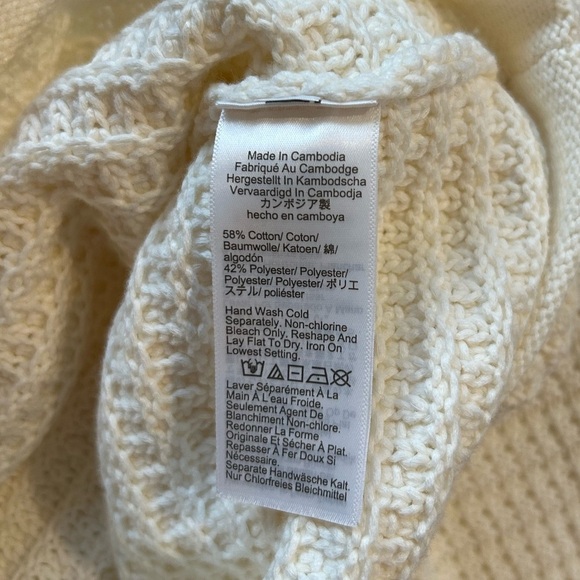 Made In Cambodia
Fabriqué Au Cambodge
Hergestellt In Kambodscha
Vervaardigd In Cambodja
カンボジア製
hecho en camboya
58% Cotton/ Coton/
Baumwolle/ Katoen/ 綿/
algodón
42% Polyester/ Polyester/
Polyester/ Polyester/ ポリエ
ステル/ poliéster
Hand Wash Cold
Separately. Non-chlorine
Bleach Only. Reshape And
Lay Flat To Dry. Iron On
Lowest Setting.
Laver Séparément À La
Main À L'eau Froide.
Seulement Agent De
Blanchiment Non-chlore.
Redonner La Forme
Originale Et Sécher À Plat.
Repasser À Fer Doux Si
Nécessaire.
Separate Handwäsche Kalt.
Nur Chlorfreies Bleichmittel